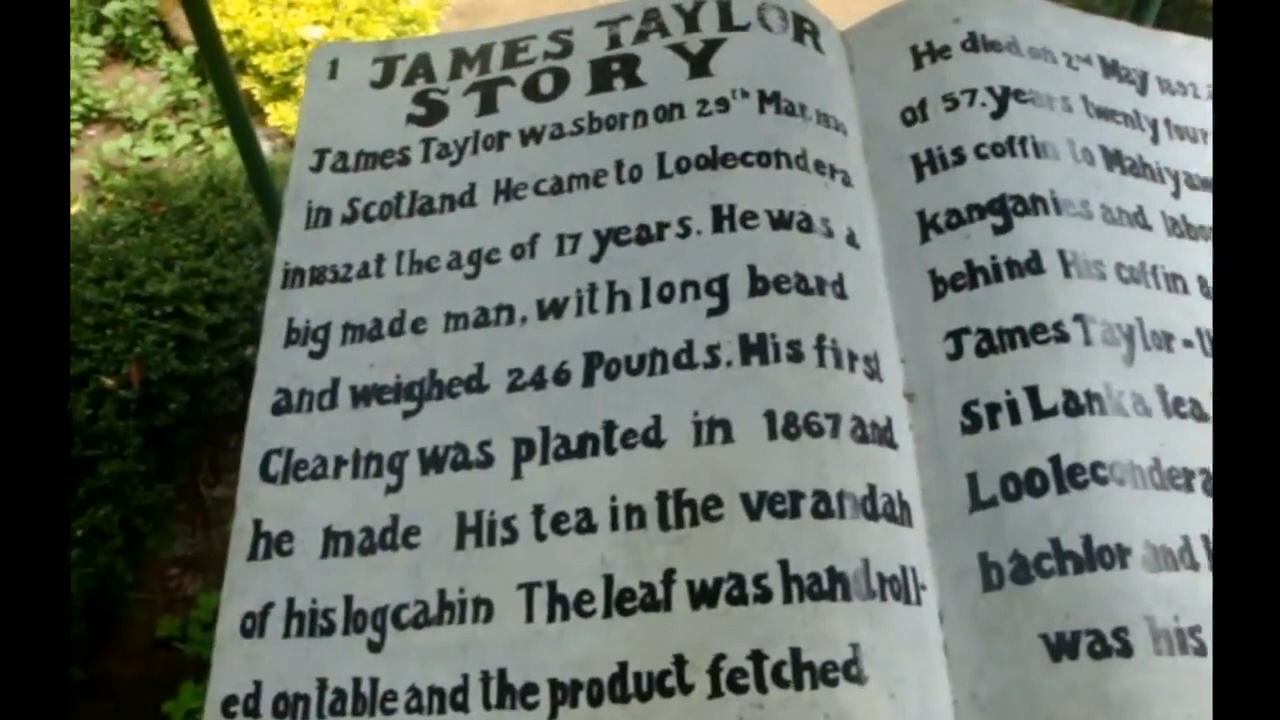 1 JAMES TAYLOR
STORY
James Taylor was born on 29th Mar. 1835
in Scotland He came to Loolecondera
in 1852 at the age of 17 years. He was a
big made man, with long beard
and weighed 246 Pounds. His first
Clearing was planted in 1867 and
he made His tea in the verandah
of his log cabin The leaf was handroll-
ed on table and the product fetched
He died on 2nd May 1892
of 57. years twenty four
His coffin to
kanganies and
behind His coffin &
James Taylor -
Sri Lanka tea
Loolecondera
bachlor and
was his